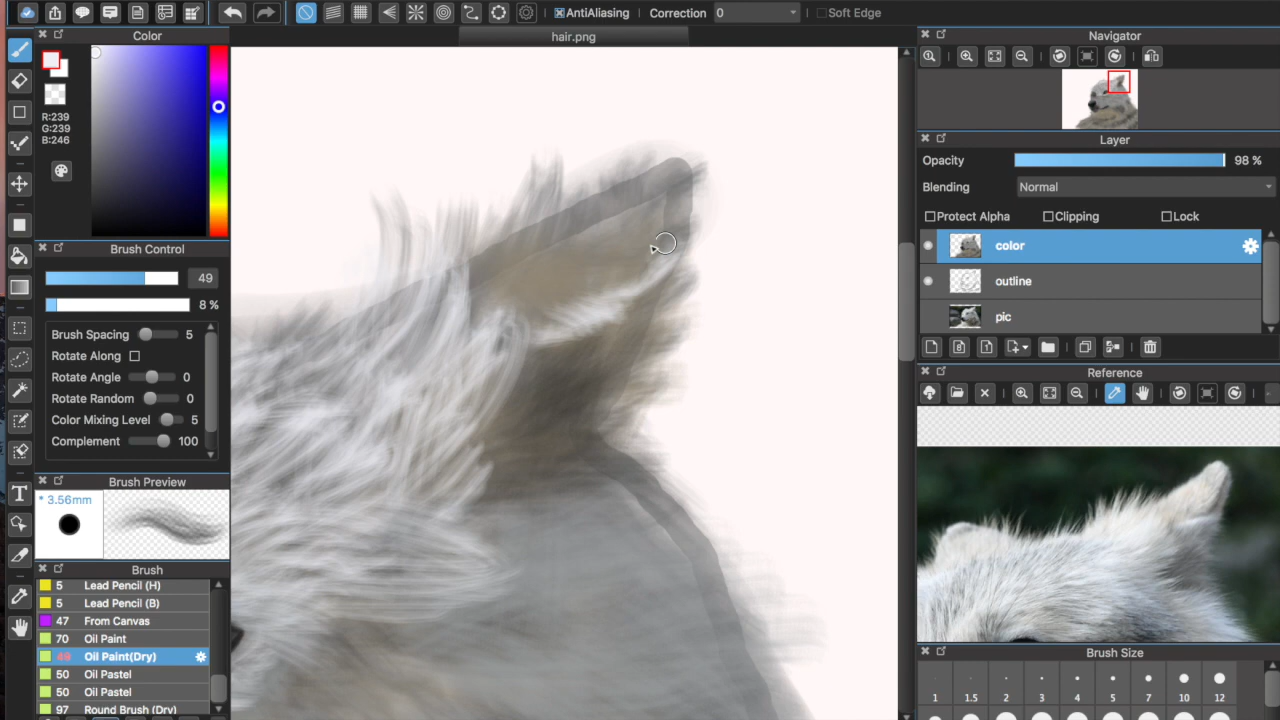 AntiAliasing Correction 0 Soft Edge
hair.png
Color
R:239
G:239
B:246
Brush Control
49
8 %
Brush Spacing 5
Rotate Along
Rotate Angle 0
Rotate Random 0
Color Mixing Level 5
Complement 100
Brush Preview
* 3.56mm
Brush
5 Lead Pencil (H)
5 Lead Pencil (B)
47 From Canvas
70 Oil Paint
49 Oil Paint(Dry)
50 Oil Pastel
50 Oil Pastel
97 Round Brush (Dry)
Navigator
Layer
Opacity 98 %
Blending Normal
Protect Alpha Clipping Lock
color
outline
pic
Reference
Brush Size
1 1.5 2 3 4 5 7 10 12